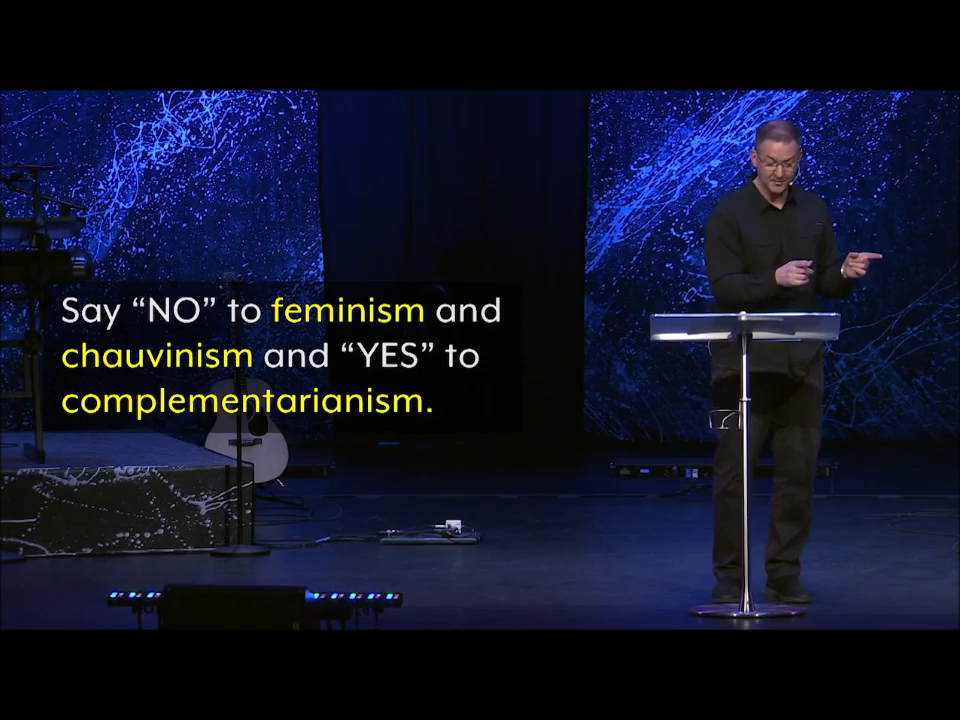 Say “NO” to feminism and
chauvinism and “YES” to
complementarianism.